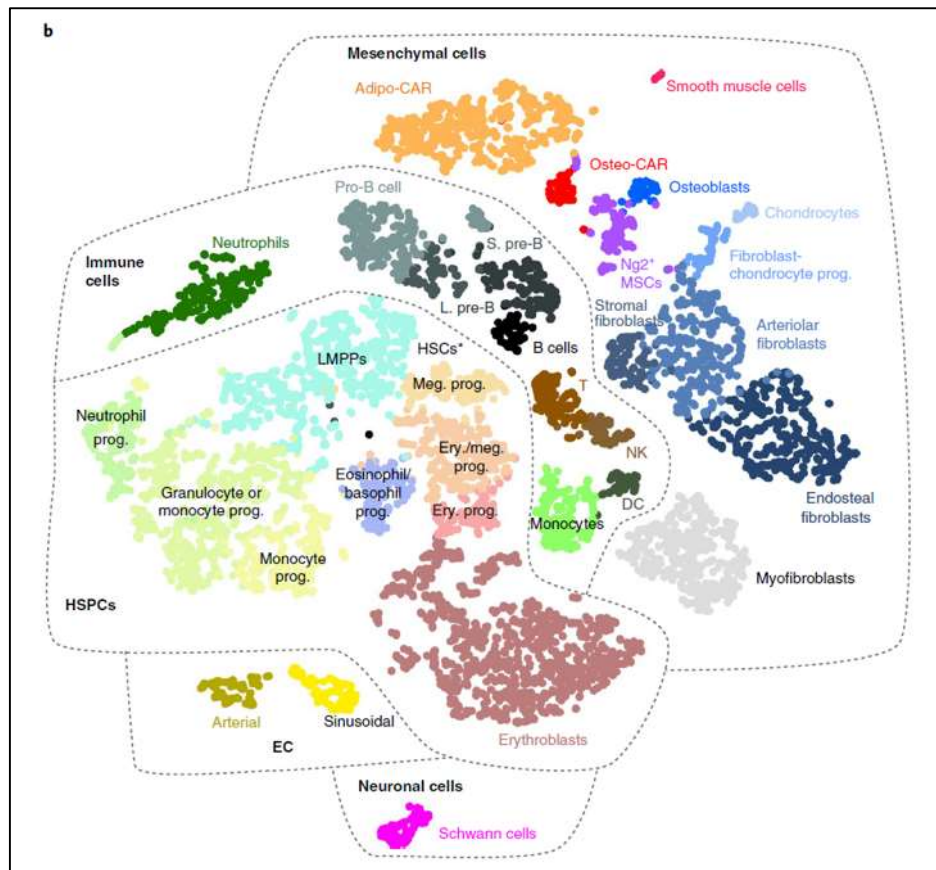 b
Mesenchymal cells
Adipo-CAR
Smooth muscle cells
Osteo-CAR
Osteoblasts
Pro-B cell
Chondrocytes
S. pre-B
Neutrophils
Immune
cells
Ng2⁺
MSCs
Fibroblast-
chondrocyte prog.
L. pre-B
Stromal
fibroblasts
Arteriolar
fibroblasts
B cells
HSCs*
LMPPs
Meg. prog.
T
Neutrophil
prog.
NK
Ery./meg.
prog.
Eosinophil/
basophil
prog.
Granulocyte or
monocyte prog.
DC
Endosteal
fibroblasts
Ery. prog.
Monocytes
Monocyte
prog.
Myofibroblasts
HSPCs
Arterial
Sinusoidal
EC
Erythroblasts
Neuronal cells
Schwann cells